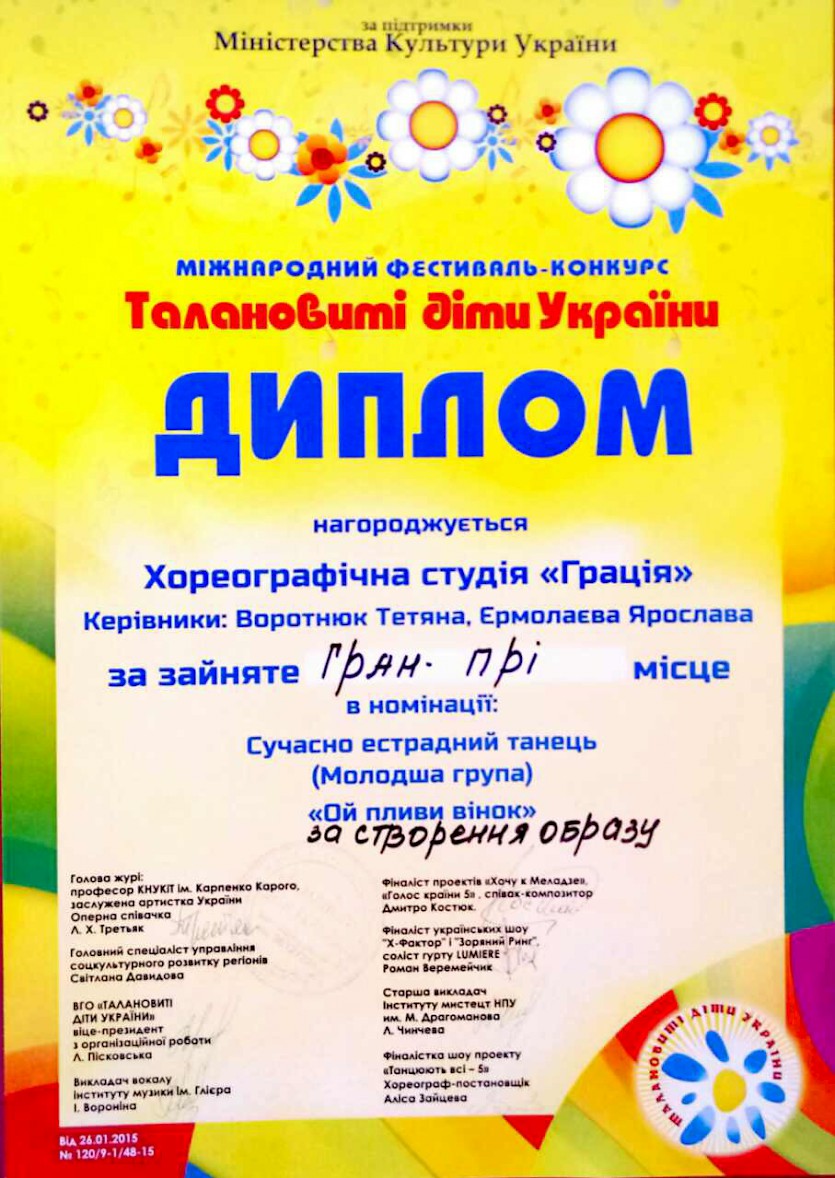 за підтримки
Міністерства Культури України
МІЖНАРОДНИЙ ФЕСТИВАЛЬ-КОНКУРС
Талановиті діти України
ДИПЛОМ
нагороджується
Хореографічна студія «Грація»
Керівники: Воротнюк Тетяна, Єрмолаєва Ярослава
за зайняте Гран-прі місце
в номінації:
Сучасно естрадний танець
(Молодша група)
«Ой пливи вінок»
за створення образу
Голова журі:
професор КНУКІТ ім. Карпенко Карого,
заслужена артистка України
Оперна співачка
Л. Х. Третьяк
Головний спеціаліст управління
соцкультурного розвитку регіонів
Світлана Давидова
ВГО «ТАЛАНОВИТІ
ДІТИ УКРАЇНИ»
віце-президент
з організаційної роботи
Л. Пісковська
Викладач вокалу
інституту музики ім. Глієра
І. Вороніна
Фіналіст проектів «Хочу к Меладзе»,
«Голос країни 5» , співак-композитор
Дмитро Костюк.
Фіналіст українських шоу
"Х-Фактор" і "Зоряний Ринг",
соліст гурту LUMIERE
Роман Веремейчик
Старша викладач
Інституту мистецт НПУ
им. М. Драгоманова
Л. Чинчева
Фіналістка шоу проекту
«Танцюють всі – 5»
Хореограф-постановщик
Аліса Зайцева
ТАЛАНОВИТІ ДІТИ УКРАЇНИ
Від 26.01.2015
№ 120/9-1/48-15